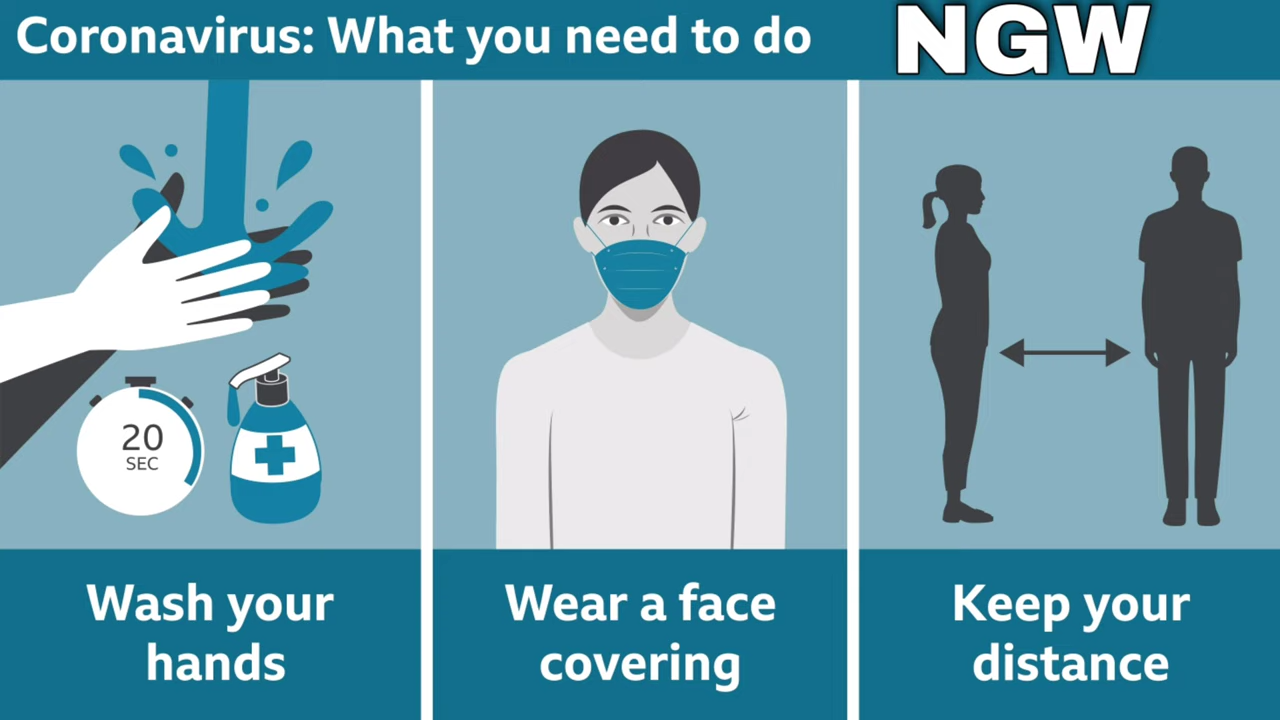 Coronavirus: What you need to do
NGW
20
SEC
Wash your
hands
Wear a face
covering
Keep your
distance